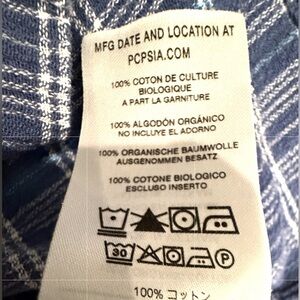 MFG DATE AND LOCATION AT
PCPSIA.COM
100% COTON DE CULTURE
BIOLOGIQUE
A PART LA GARNITURE
100% ALGODÓN ORGÁNICO
NO INCLUYE EL ADORNO
100% ORGANISCHE BAUMWOLLE
AUSGENOMMEN BESATZ
100% COTONE BIOLOGICO
ESCLUSO INSERTO
30 P
100% コットン